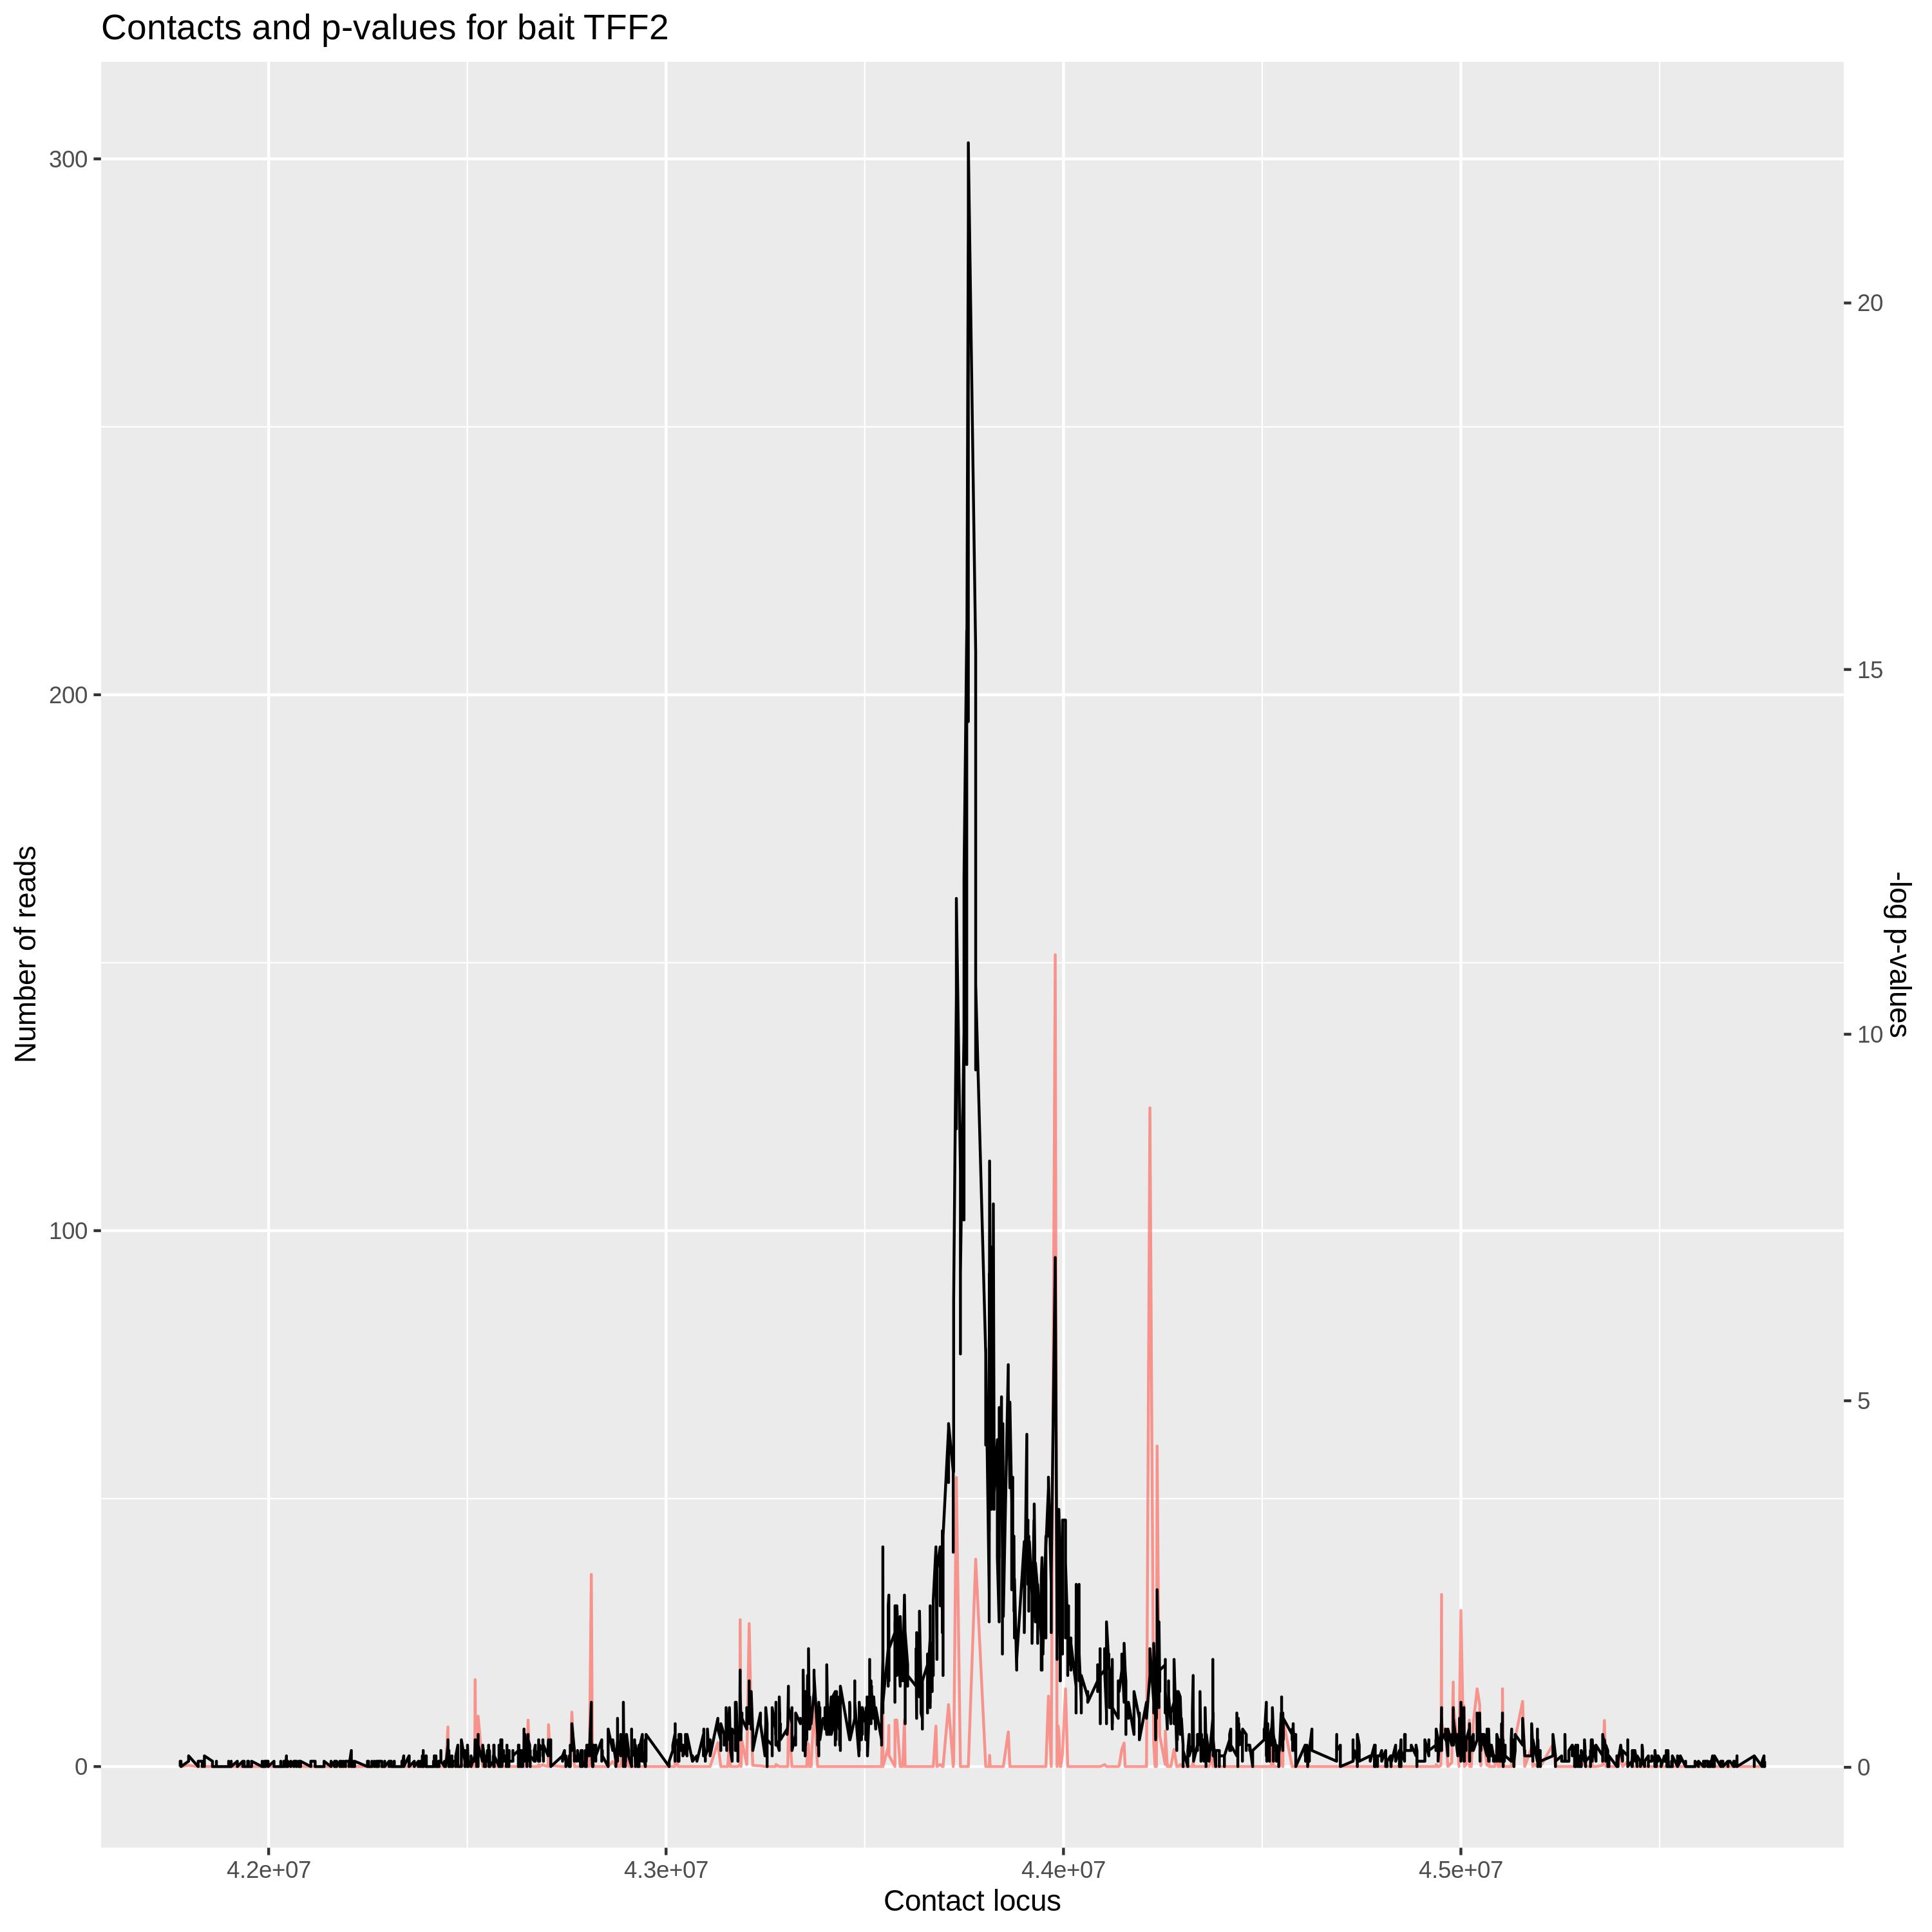 Contacts and p-values for bait TFF2
300
200
100
0
Number of reads
20
15
10
5
0
-log p-values
4.2e+07 4.3e+07 4.4e+07 4.5e+07
Contact locus